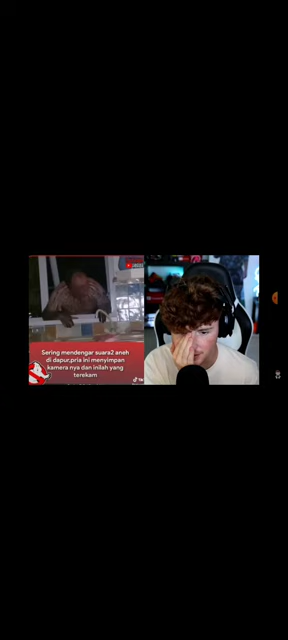 Sering mendengar suara2 aneh
di dapur,pria ini menyimpan
kamera nya dan inilah yang
terekam